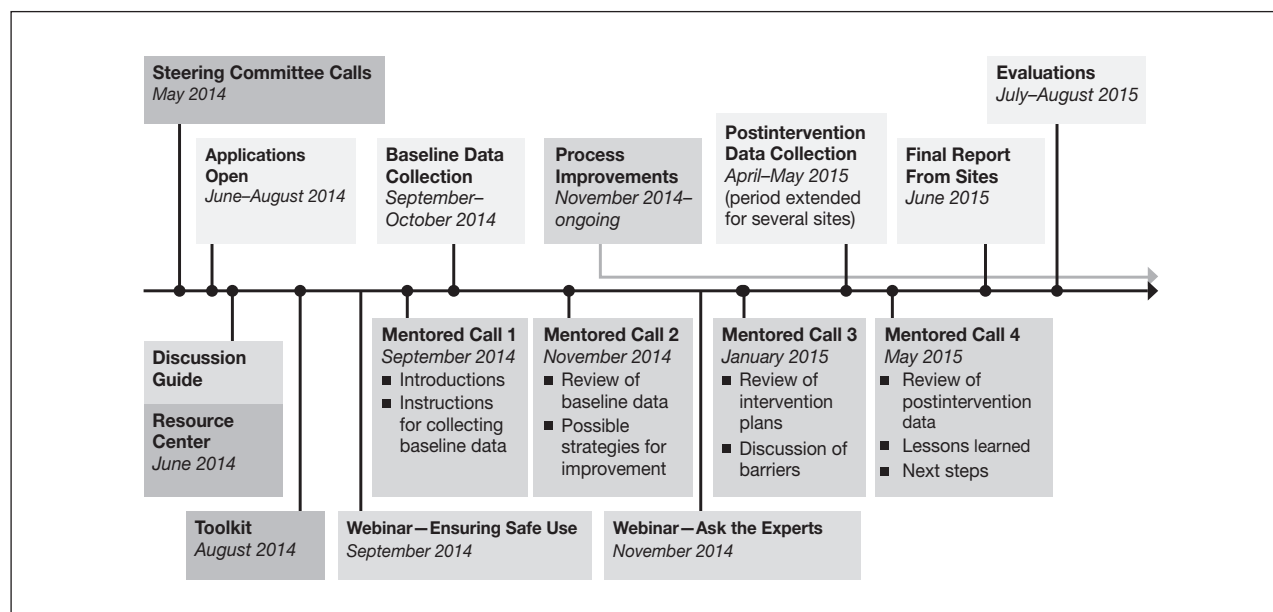 Steering Committee Calls
May 2014
Evaluations
July–August 2015
Applications
Open
June–August 2014
Baseline Data
Collection
September–
October 2014
Process
Improvements
November 2014–
ongoing
Postintervention
Data Collection
April–May 2015
(period extended
for several sites)
Final Report
From Sites
June 2015
Discussion
Guide
Resource
Center
June 2014
Mentored Call 1
September 2014
■ Introductions
■ Instructions
for collecting
baseline data
Mentored Call 2
November 2014
■ Review of
baseline data
■ Possible
strategies for
improvement
Mentored Call 3
January 2015
■ Review of
intervention
plans
■ Discussion of
barriers
Mentored Call 4
May 2015
■ Review of
postintervention
data
■ Lessons learned
■ Next steps
Toolkit
August 2014
Webinar—Ensuring Safe Use
September 2014
Webinar—Ask the Experts
November 2014